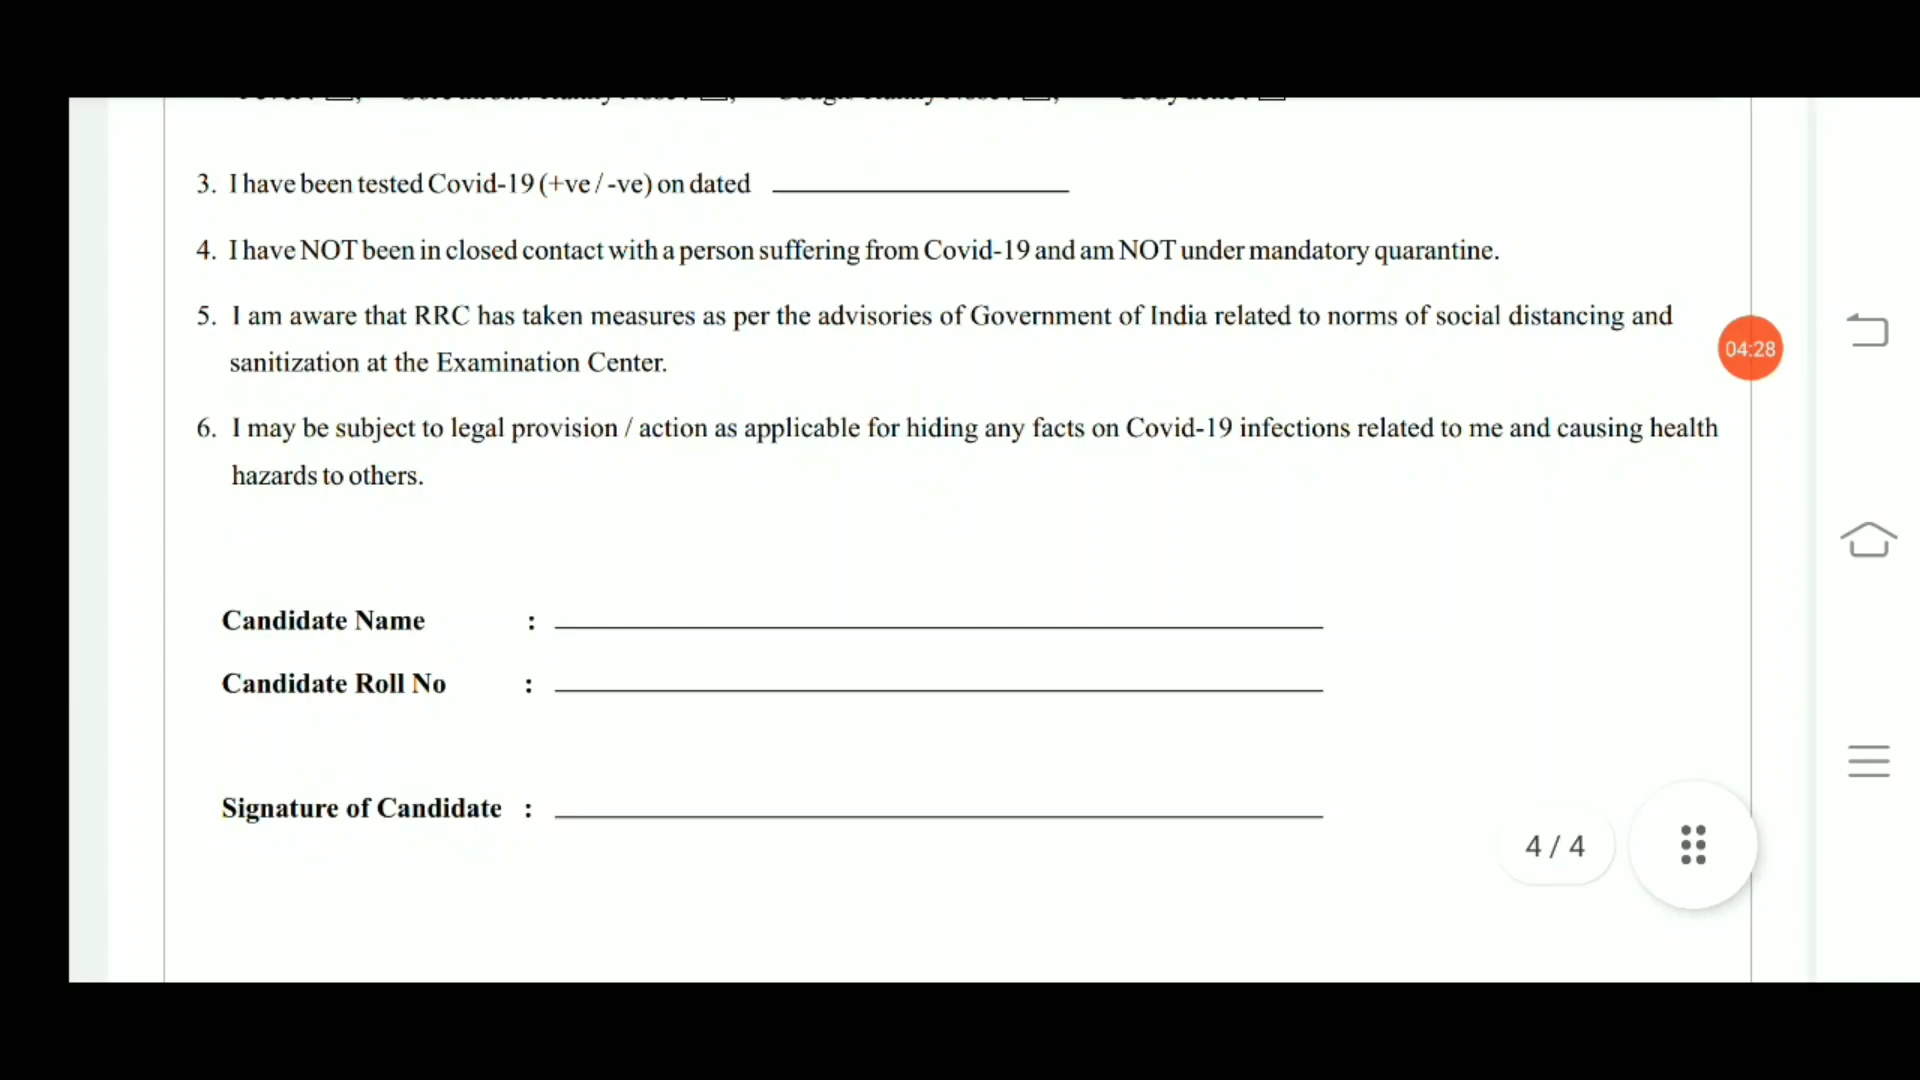 3. I have been tested Covid-19 (+ve / -ve) on dated
4. I have NOT been in closed contact with a person suffering from Covid-19 and am NOT under mandatory quarantine.
5. I am aware that RRC has taken measures as per the advisories of Government of India related to norms of social distancing and
sanitization at the Examination Center.
04:28
6. I may be subject to legal provision / action as applicable for hiding any facts on Covid-19 infections related to me and causing health
hazards to others.
Candidate Name :
Candidate Roll No :
Signature of Candidate :
4 / 4